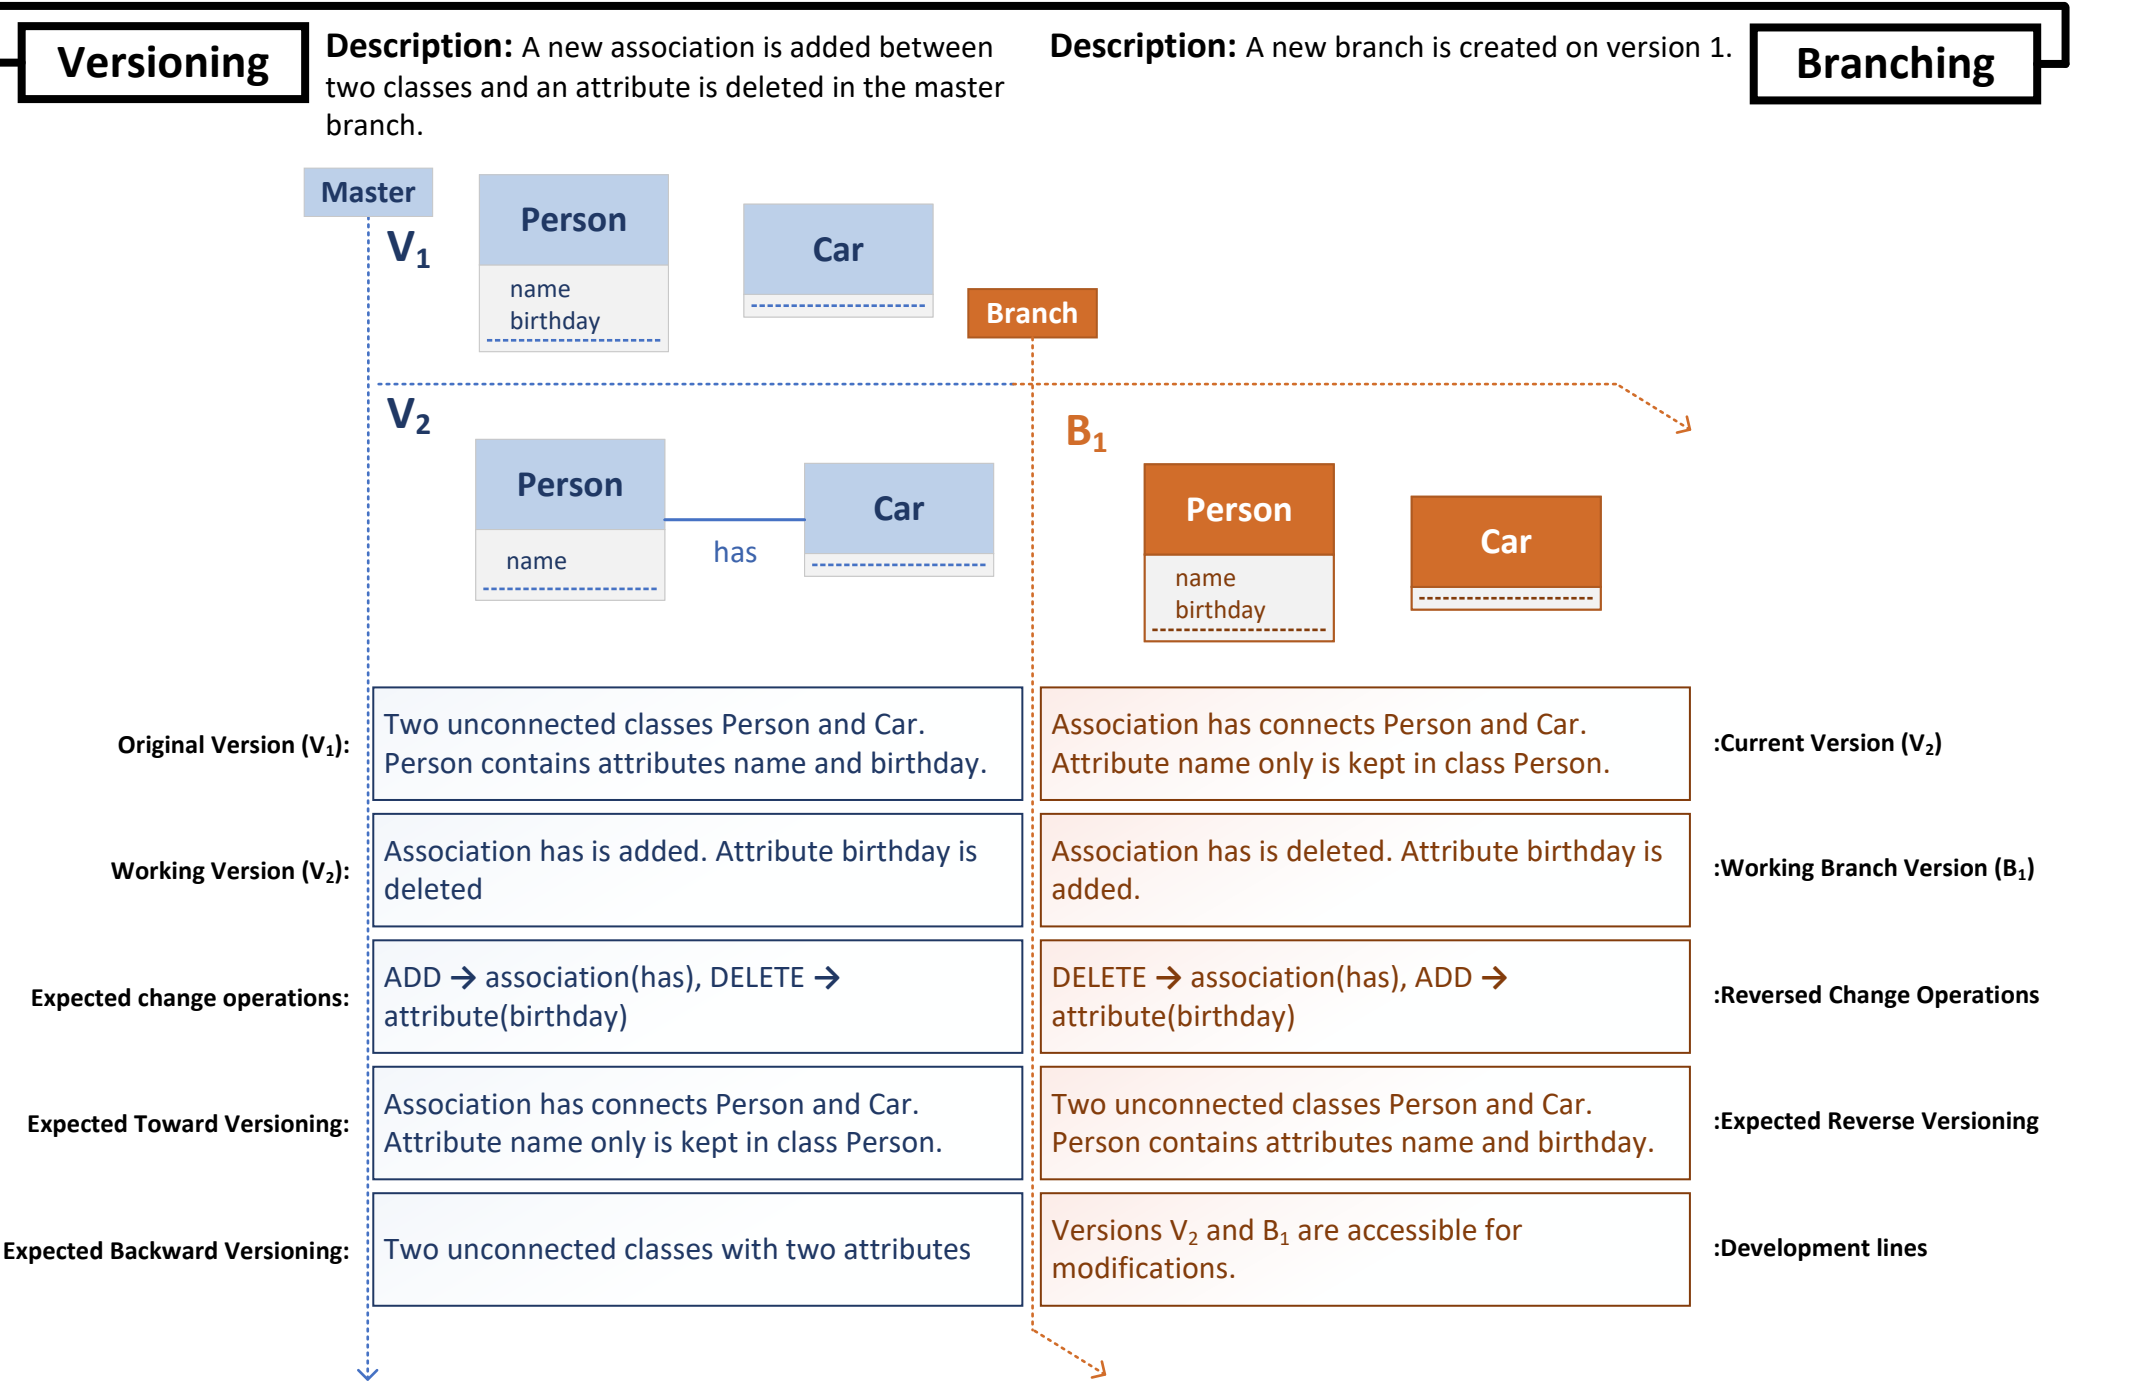 Versioning
Description: A new association is added between
two classes and an attribute is deleted in the master
branch.
Description: A new branch is created on version 1.
Branching
Master
V₁
Person
name
birthday
Car
Branch
V₂
Person
name
has
Car
B₁
Person
name
birthday
Car
Original Version (V₁):
Two unconnected classes Person and Car.
Person contains attributes name and birthday.
Association has connects Person and Car.
Attribute name only is kept in class Person.
:Current Version (V₂)
Working Version (V₂):
Association has is added. Attribute birthday is
deleted
Association has is deleted. Attribute birthday is
added.
:Working Branch Version (B₁)
Expected change operations:
ADD → association(has), DELETE →
attribute(birthday)
DELETE → association(has), ADD →
attribute(birthday)
:Reversed Change Operations
Expected Toward Versioning:
Association has connects Person and Car.
Attribute name only is kept in class Person.
Two unconnected classes Person and Car.
Person contains attributes name and birthday.
:Expected Reverse Versioning
Expected Backward Versioning:
Two unconnected classes with two attributes
Versions V₂ and B₁ are accessible for
modifications.
:Development lines